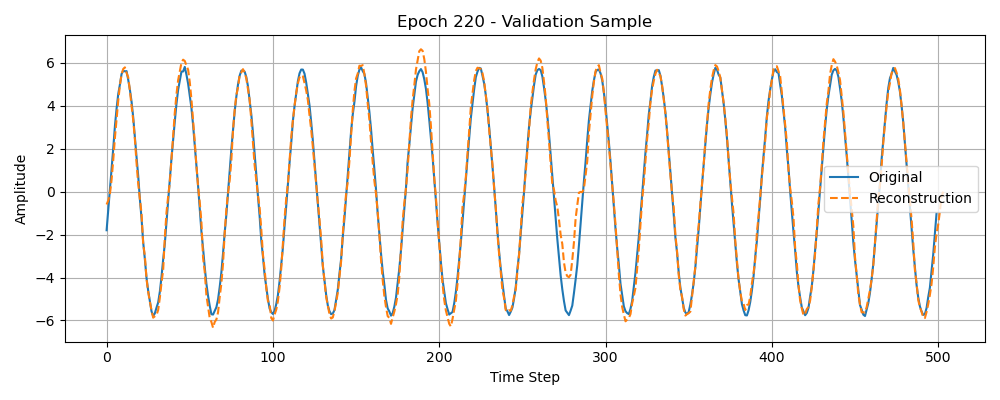 Epoch 220 - Validation Sample
Amplitude
6
4
2
0
−2
−4
−6
Original
Reconstruction
0 100 200 300 400 500
Time Step